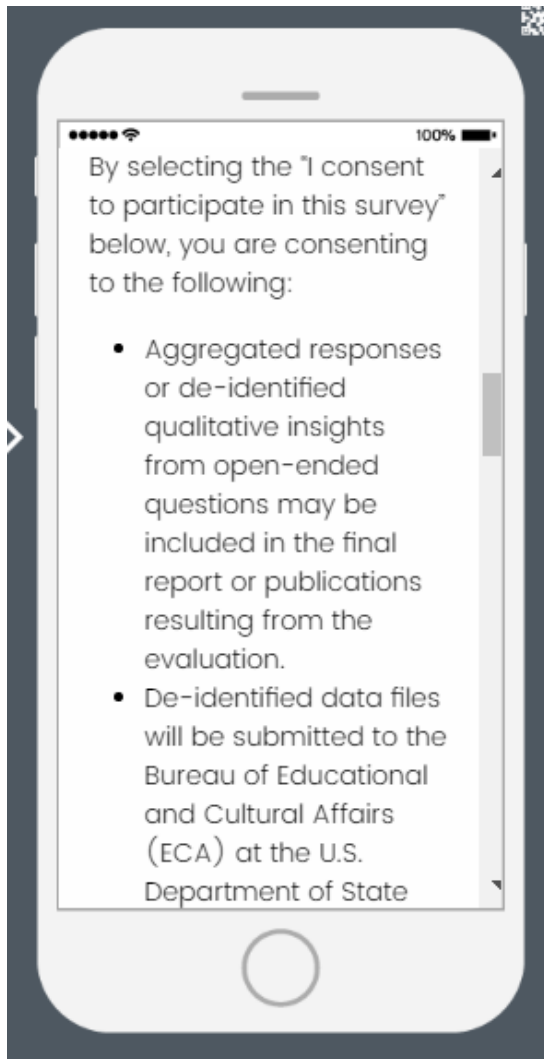 100%
By selecting the "I consent
to participate in this survey"
below, you are consenting
to the following:
• Aggregated responses
or de-identified
qualitative insights
from open-ended
questions may be
included in the final
report or publications
resulting from the
evaluation.
• De-identified data files
will be submitted to the
Bureau of Educational
and Cultural Affairs
(ECA) at the U.S.
Department of State